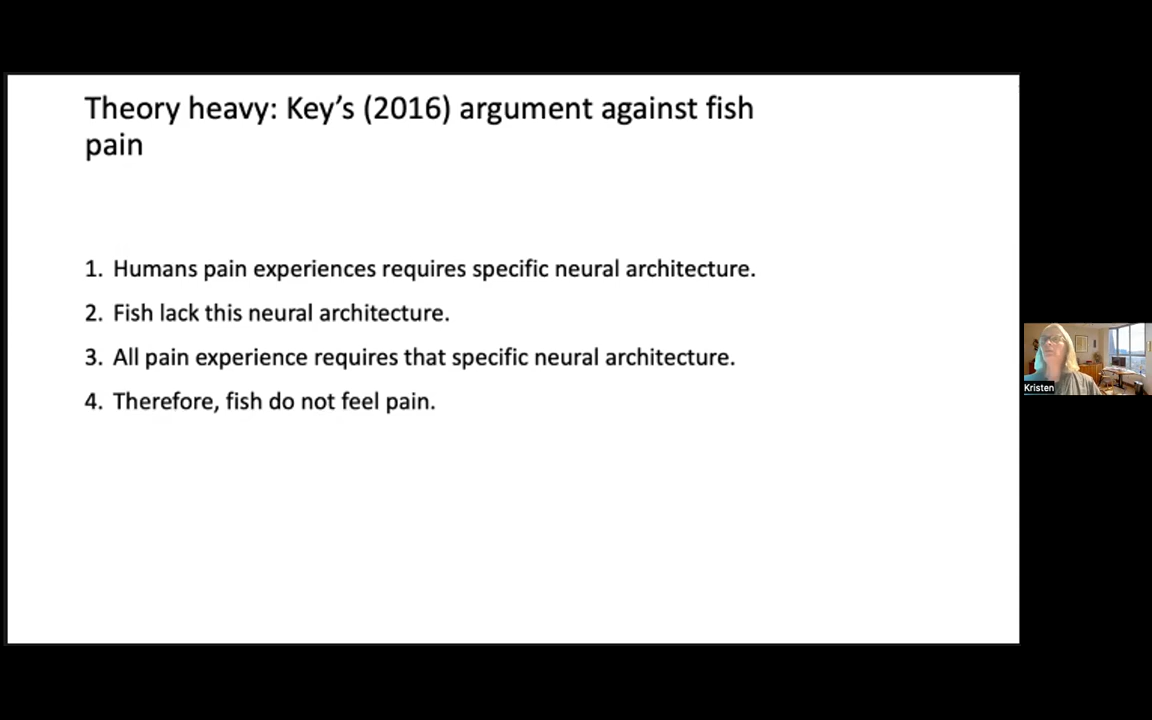 Theory heavy: Key's (2016) argument against fish
pain
1. Humans pain experiences requires specific neural architecture.
2. Fish lack this neural architecture.
3. All pain experience requires that specific neural architecture.
4. Therefore, fish do not feel pain.
Kristen